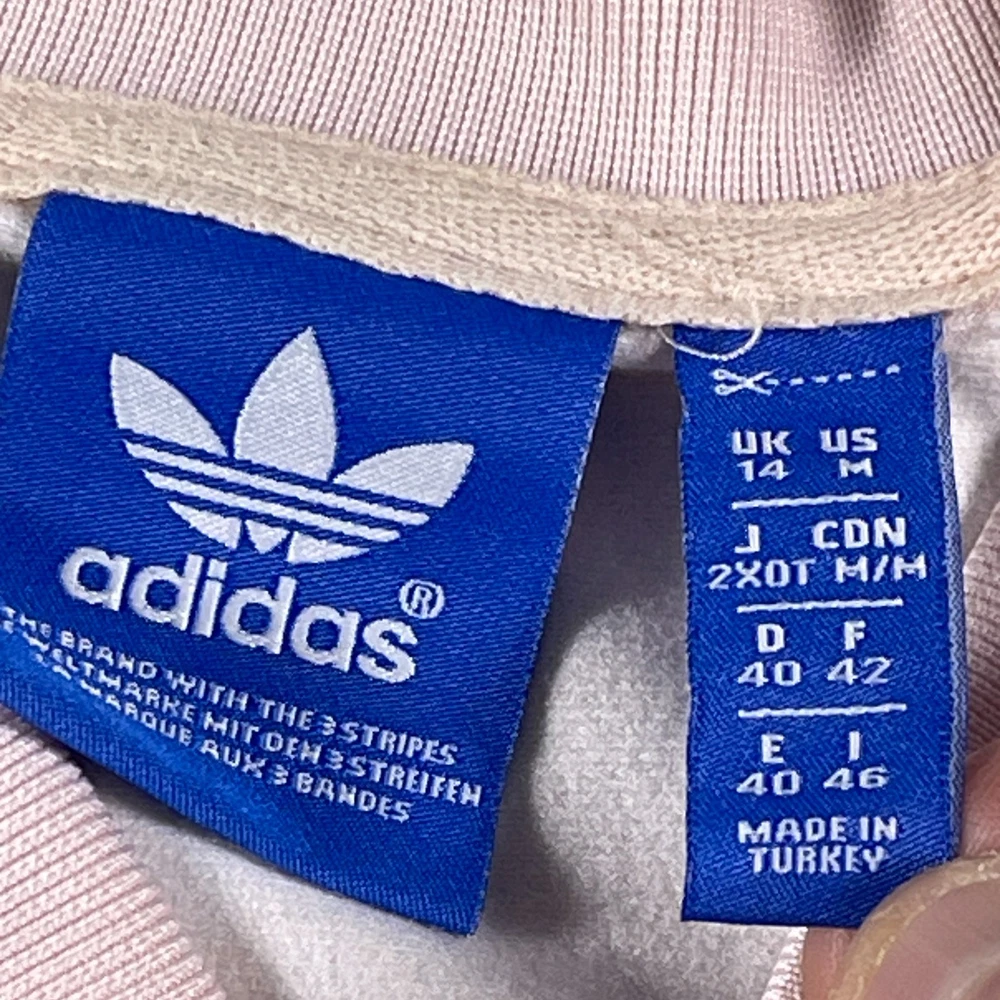 adidas®
THE BRAND WITH THE 3 STRIPES
WELTMARKE MIT DEN 3 STREIFEN
LA MARQUE AUX 3 BANDES
UK US
14 M
J CDN
2XOT M/M
D F
40 42
E I
40 46
MADE IN
TURKEY